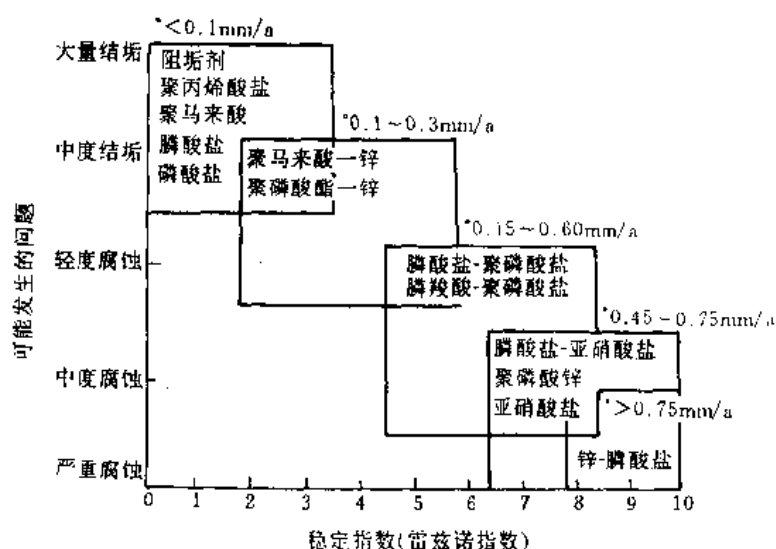 *<0.1mm/a
大量结垢
阻垢剂
聚丙烯酸盐
聚马来酸
膦酸盐
磷酸盐
*0.1~0.3mm/a
中度结垢
聚马来酸—锌
聚磷酸酯—锌
*0.15~0.60mm/a
轻度腐蚀
膦酸盐-聚磷酸盐
膦羧酸-聚磷酸盐
*0.45~0.75mm/a
膦酸盐-亚硝酸盐
聚磷酸锌
亚硝酸盐
*>0.75mm/a
中度腐蚀
锌-膦酸盐
严重腐蚀
可能发生的问题
0 1 2 3 4 5 6 7 8 9 10
稳定指数(雷兹诺指数)